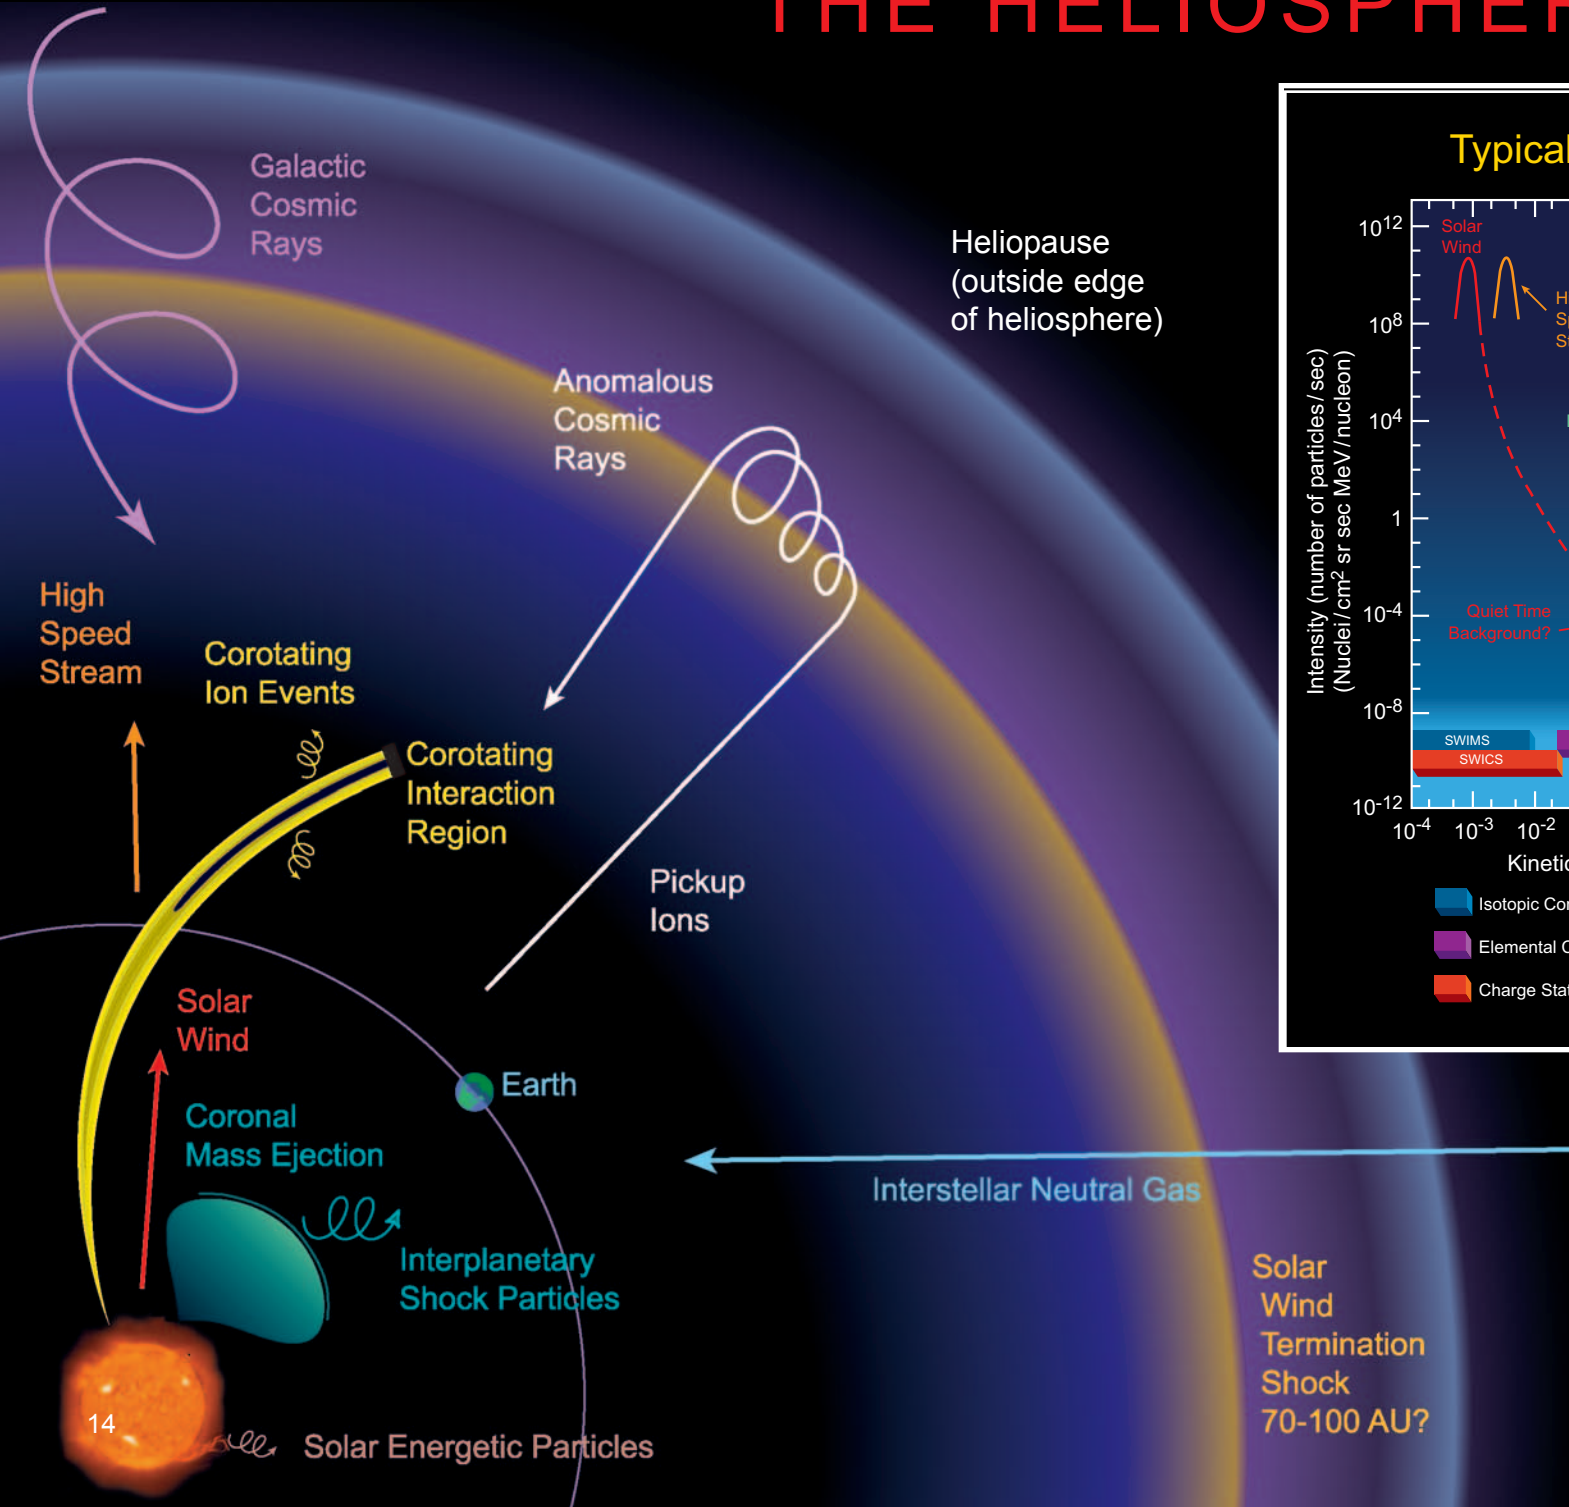 THE HELIOSPHER
Galactic
Cosmic
Rays
Heliopause
(outside edge
of heliosphere)
Anomalous
Cosmic
Rays
High
Speed
Stream
Corotating
Ion Events
Corotating
Interaction
Region
Pickup
Ions
Solar
Wind
Earth
Coronal
Mass Ejection
Interplanetary
Shock Particles
Interstellar Neutral Gas
Solar
Wind
Termination
Shock
70-100 AU?
Solar Energetic Particles
14
Typical
Intensity (number of particles/sec)
(Nuclei/cm² sr sec MeV/nucleon)
10¹²
10⁸
10⁴
1
10⁻⁴
10⁻⁸
10⁻¹²
Solar
Wind
H
Sp
St
Quiet Time
Background?
SWIMS
SWICS
10⁻⁴ 10⁻³ 10⁻²
Kinetic
Isotopic Co
Elemental
Charge Sta